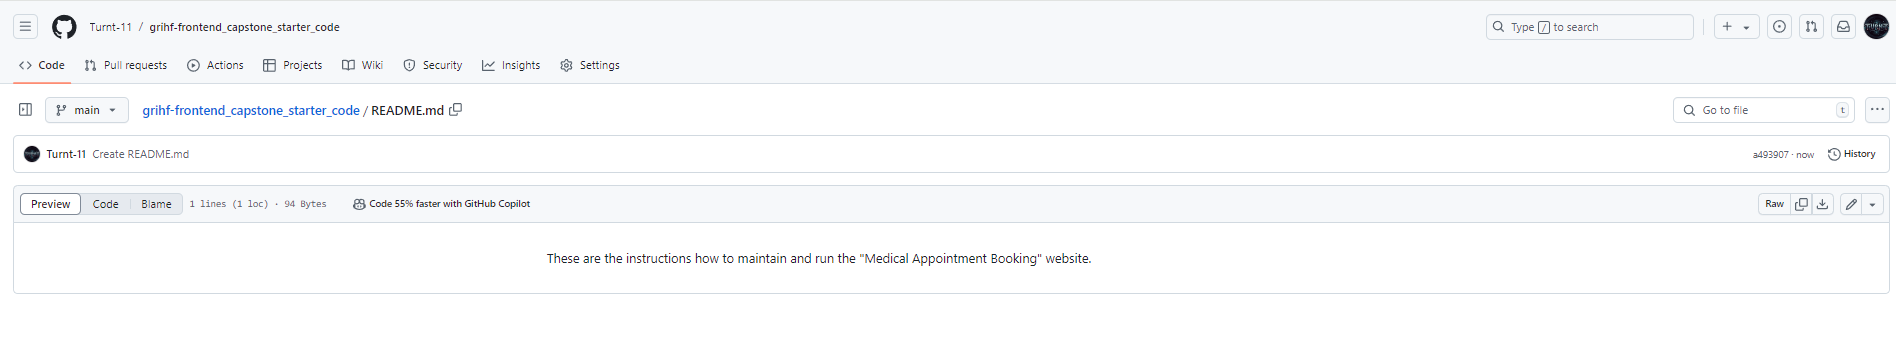 Turnt-11 / grihf-frontend_capstone_starter_code Type / to search
Code Pull requests Actions Projects Wiki Security Insights Settings
main grihf-frontend_capstone_starter_code / README.md Go to file t
Turnt-11 Create README.md a493907 · now History
Preview Code Blame 1 lines (1 loc) · 94 Bytes Code 55% faster with GitHub Copilot Raw
These are the instructions how to maintain and run the "Medical Appointment Booking" website.